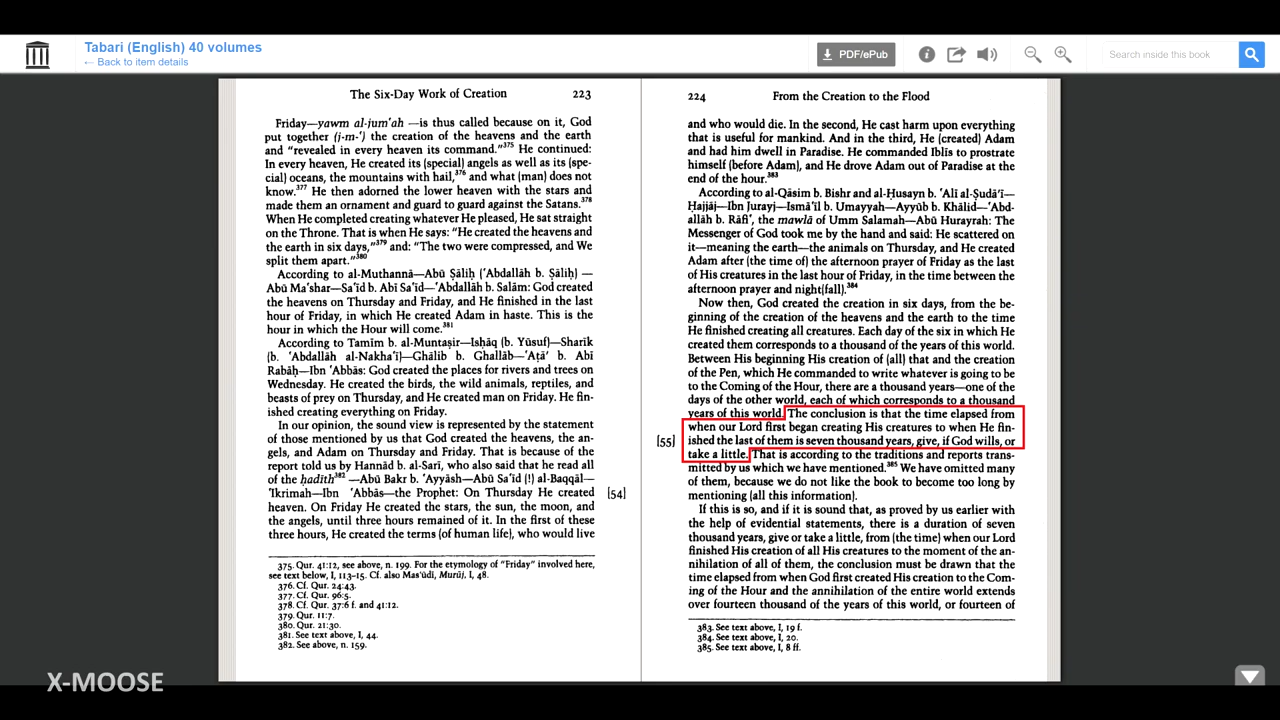 Tabari (English) 40 volumes
← Back to item details
PDF/ePub
Search inside this book
The Six-Day Work of Creation 223
Friday—yawm al-jum'ah —is thus called because on it, God
put together (j-m-') the creation of the heavens and the earth
and “revealed in every heaven its command.”375 He continued:
In every heaven, He created its (special) angels as well as its (spe-
cial) oceans, the mountains with hail,376 and what (man) does not
know.377 He then adorned the lower heaven with the stars and
made them an ornament and guard to guard against the Satans.378
When He completed creating whatever He pleased, He sat straight
on the Throne. That is when He says: “He created the heavens and
the earth in six days,”379 and: “The two were compressed, and We
split them apart.”380
According to al-Muthannā—Abū Ṣāliḥ ('Abdallāh b. Ṣāliḥ) —
Abū Ma'shar—Sa'īd b. Abī Sa'īd—'Abdallāh b. Salām: God created
the heavens on Thursday and Friday, and He finished in the last
hour of Friday, in which He created Adam in haste. This is the
hour in which the Hour will come.381
According to Tamīm b. al-Muntaṣir—Isḥāq (b. Yūsuf)—Sharīk
(b. 'Abdallāh al-Nakha'ī)—Ghālib b. Ghallāb—'Aṭā' b. Abī
Rabāḥ—Ibn 'Abbās: God created the places for rivers and trees on
Wednesday. He created the birds, the wild animals, reptiles, and
beasts of prey on Thursday, and He created man on Friday. He fin-
ished creating everything on Friday.
In our opinion, the sound view is represented by the statement
of those mentioned by us that God created the heavens, the an-
gels, and Adam on Thursday and Friday. That is because of the
report told us by Hannād b. al-Sarī, who also said that he read all
of the ḥadīth382 —Abū Bakr b. 'Ayyāsh—Abū Sa'īd (!) al-Baqqāl—
'Ikrimah—Ibn 'Abbās—the Prophet: On Thursday He created
[54]
heaven. On Friday He created the stars, the sun, the moon, and
the angels, until three hours remained of it. In the first of these
three hours, He created the terms (of human life), who would live
375. Qur. 41:12, see above, n. 199. For the etymology of “Friday” involved here,
see text below, I, 113-15. Cf. also Mas'ūdī, Murūj, I, 48.
376. Cf. Qur. 24:43.
377. Cf. Qur. 96:5.
378. Cf. Qur. 37:6 f. and 41:12.
379. Qur. 11:7.
380. Qur. 21:30.
381. See text above, I, 44.
382. See above, n. 159.
224 From the Creation to the Flood
and who would die. In the second, He cast harm upon everything
that is useful for mankind. And in the third, He (created) Adam
and had him dwell in Paradise. He commanded Iblīs to prostrate
himself (before Adam), and He drove Adam out of Paradise at the
end of the hour.383
According to al-Qāsim b. Bishr and al-Ḥusayn b. 'Alī al-Ṣudā'ī—
Ḥajjāj—Ibn Jurayj—Ismā'īl b. Umayyah—Ayyūb b. Khālid—'Abd-
allāh b. Rāfi', the mawlā of Umm Salamah—Abū Hurayrah: The
Messenger of God took me by the hand and said: He scattered on
it—meaning the earth—the animals on Thursday, and He created
Adam after (the time of) the afternoon prayer of Friday as the last
of His creatures in the last hour of Friday, in the time between the
afternoon prayer and night(fall).384
Now then, God created the creation in six days, from the be-
ginning of the creation of the heavens and the earth to the time
He finished creating all creatures. Each day of the six in which He
created them corresponds to a thousand of the years of this world.
Between His beginning His creation of (all) that and the creation
of the Pen, which He commanded to write whatever is going to be
to the Coming of the Hour, there are a thousand years—one of the
days of the other world, each of which corresponds to a thousand
years of this world. The conclusion is that the time elapsed from
when our Lord first began creating His creatures to when He fin-
[55]
ished the last of them is seven thousand years, give, if God wills, or
take a little. That is according to the traditions and reports trans-
mitted by us which we have mentioned.385 We have omitted many
of them, because we do not like the book to become too long by
mentioning (all this information).
If this is so, and if it is sound that, as proved by us earlier with
the help of evidential statements, there is a duration of seven
thousand years, give or take a little, from (the time) when our Lord
finished His creation of all His creatures to the moment of the an-
nihilation of all of them, the conclusion must be drawn that the
time elapsed from when God first created His creation to the Com-
ing of the Hour and the annihilation of the entire world extends
over fourteen thousand of the years of this world, or fourteen of
383. See text above, I, 19 f.
384. See text above, I, 20.
385. See text above, I, 8 ff.
X-MOOSE